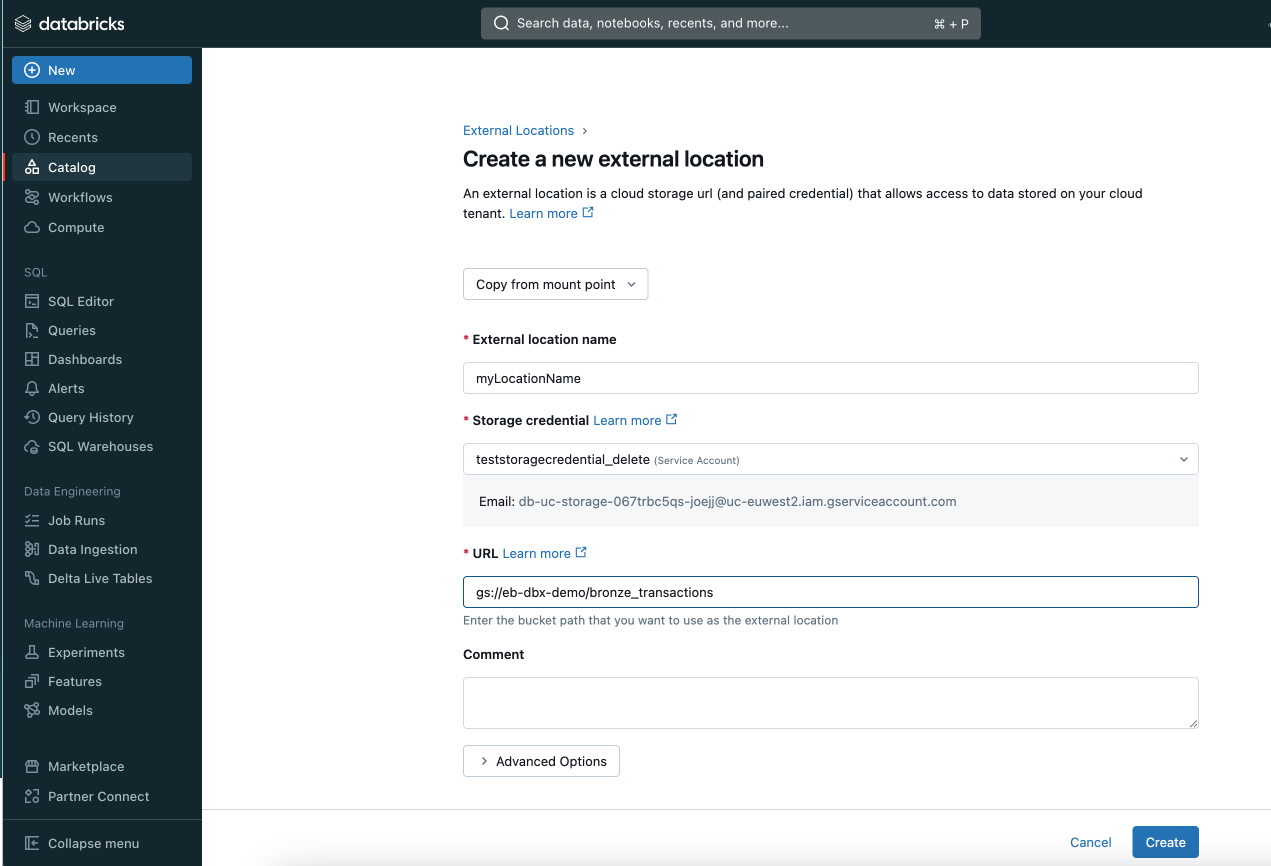 databricks
Search data, notebooks, recents, and more...
⌘ + P
New
Workspace
Recents
Catalog
Workflows
Compute
SQL
SQL Editor
Queries
Dashboards
Alerts
Query History
SQL Warehouses
Data Engineering
Job Runs
Data Ingestion
Delta Live Tables
Machine Learning
Experiments
Features
Models
Marketplace
Partner Connect
Collapse menu
External Locations ›
Create a new external location
An external location is a cloud storage url (and paired credential) that allows access to data stored on your cloud
tenant. Learn more
Copy from mount point
* External location name
myLocationName
* Storage credential Learn more
teststoragecredential_delete (Service Account)
Email: db-uc-storage-067trbc5qs-joejj@uc-euwest2.iam.gserviceaccount.com
* URL Learn more
gs://eb-dbx-demo/bronze_transactions
Enter the bucket path that you want to use as the external location
Comment
Advanced Options
Cancel
Create